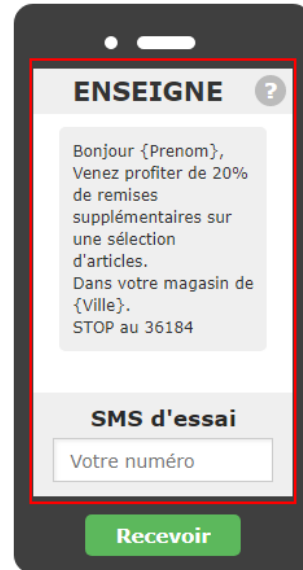 ENSEIGNE ?
Bonjour {Prenom},
Venez profiter de 20%
de remises
supplémentaires sur
une sélection
d'articles.
Dans votre magasin de
{Ville}.
STOP au 36184
SMS d'essai
Votre numéro
Recevoir